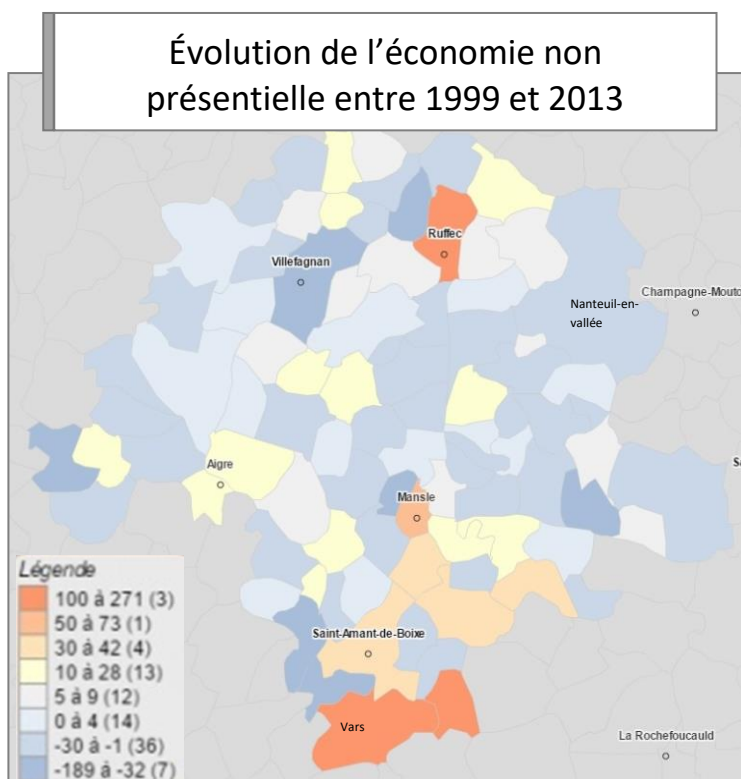 Évolution de l’économie non
présentielle entre 1999 et 2013
Ruffec
Villefagnan
Champagne-Mouto
Nanteuil-en-
vallée
Aigre
S
Mansle
Légende
100 à 271 (3)
50 à 73 (1)
30 à 42 (4)
10 à 28 (13)
5 à 9 (12)
0 à 4 (14)
-30 à -1 (36)
-189 à -32 (7)
Saint-Amant-de-Boixe
Vars
La Rochefoucauld